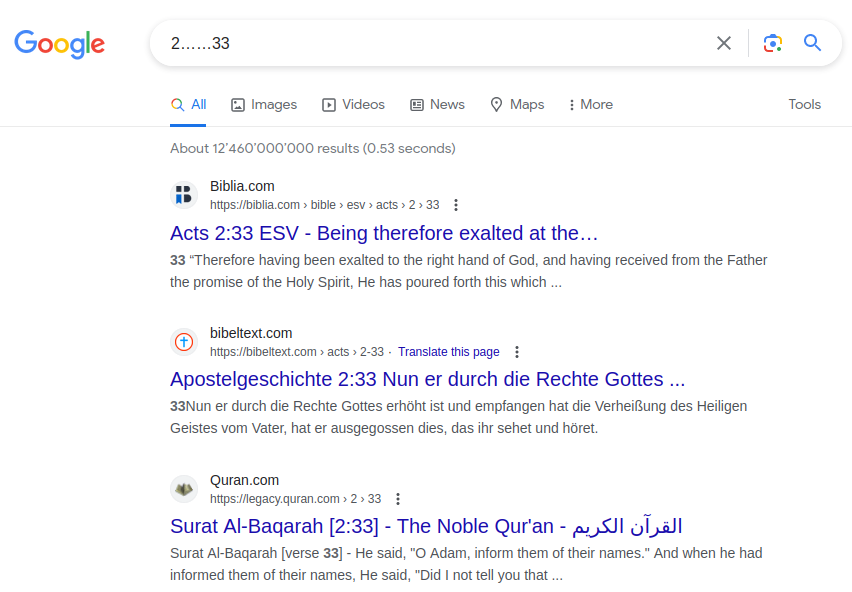 Google
2……33
All Images Videos News Maps More Tools
About 12’460’000’000 results (0.53 seconds)
Biblia.com
https://biblia.com › bible › esv › acts › 2 › 33
Acts 2:33 ESV - Being therefore exalted at the…
33 “Therefore having been exalted to the right hand of God, and having received from the Father
the promise of the Holy Spirit, He has poured forth this which ...
bibeltext.com
https://bibeltext.com › acts › 2-33 · Translate this page
Apostelgeschichte 2:33 Nun er durch die Rechte Gottes ...
33Nun er durch die Rechte Gottes erhöht ist und empfangen hat die Verheißung des Heiligen
Geistes vom Vater, hat er ausgegossen dies, das ihr sehet und höret.
Quran.com
https://legacy.quran.com › 2 › 33
Surat Al-Baqarah [2:33] - The Noble Qur'an - القرآن الكريم
Surat Al-Baqarah [verse 33] - He said, "O Adam, inform them of their names." And when he had
informed them of their names, He said, "Did I not tell you that ...